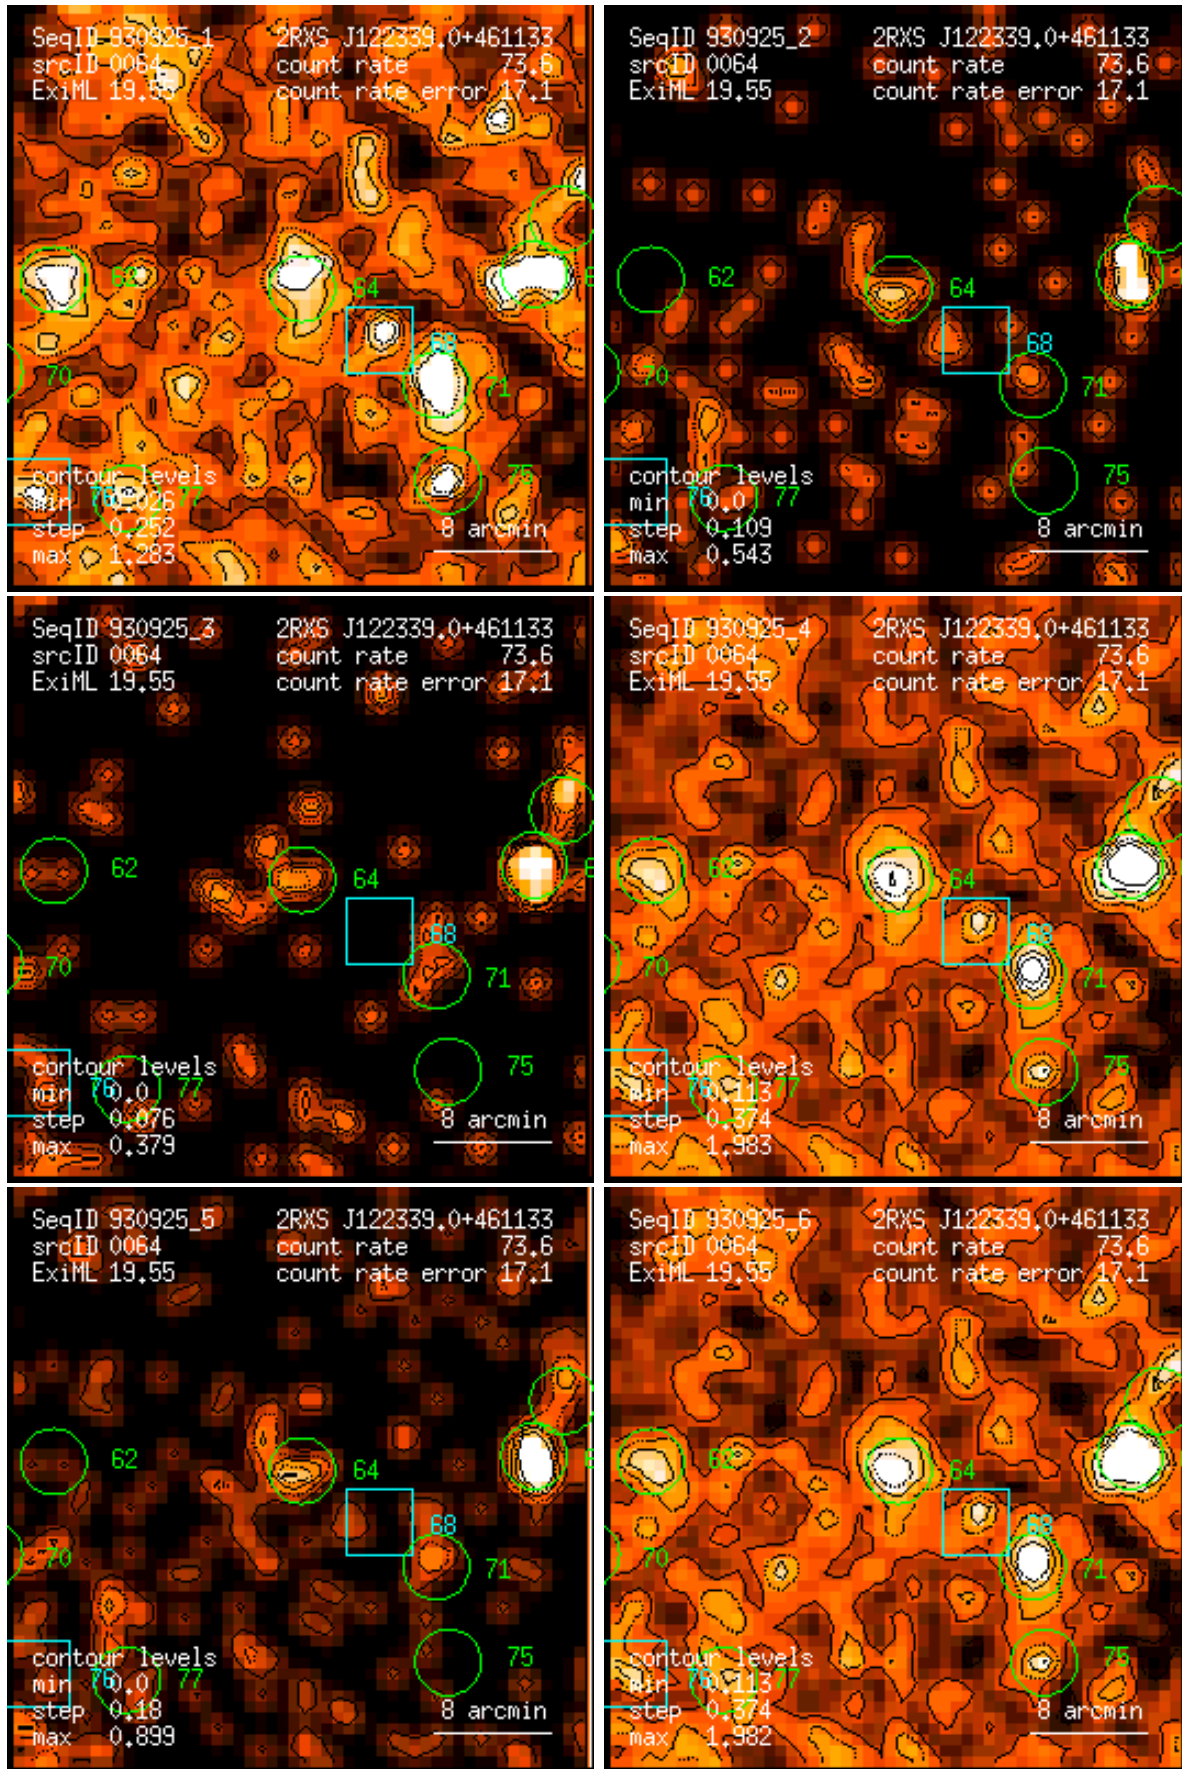 SeqID 930925_1 2RXS J122339.0+461133
srcID 0064 count rate 73.6
ExiML 19.55 count rate error 17.1
62
64
68
70
71
75
contour levels
76 77
min 0.026
step 0.252
8 arcmin
max 1.283
SeqID 930925_2 2RXS J122339.0+461133
srcID 0064 count rate 73.6
ExiML 19.55 count rate error 17.1
62
64
68
70
71
75
contour levels
76 77
min 0.0
step 0.109
8 arcmin
max 0.543
SeqID 930925_3 2RXS J122339.0+461133
srcID 0064 count rate 73.6
ExiML 19.55 count rate error 17.1
62
64
68
70
71
75
contour levels
76 77
min 0.0
step 0.076
8 arcmin
max 0.379
SeqID 930925_4 2RXS J122339.0+461133
srcID 0064 count rate 73.6
ExiML 19.55 count rate error 17.1
62
64
68
70
71
75
contour levels
76 77
min 0.113
step 0.374
8 arcmin
max 1.983
SeqID 930925_5 2RXS J122339.0+461133
srcID 0064 count rate 73.6
ExiML 19.55 count rate error 17.1
62
64
68
70
71
75
contour levels
76 77
min 0.0
step 0.18
8 arcmin
max 0.899
SeqID 930925_6 2RXS J122339.0+461133
srcID 0064 count rate 73.6
ExiML 19.55 count rate error 17.1
62
64
68
70
71
75
contour levels
76 77
min 0.113
step 0.374
8 arcmin
max 1.982